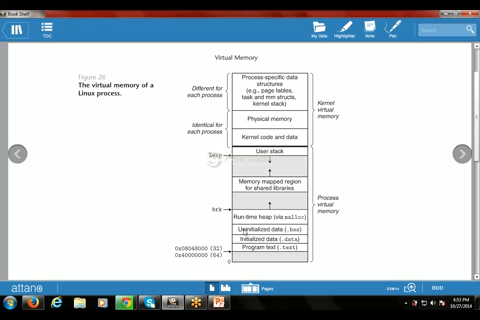 Book Shelf
TOC
My Data
Highlighter
Note
Pen
Search
Virtual Memory
Figure 26
The virtual memory of a
Linux process.
Different for
each process
Identical for
each process
Process-specific data
structures
(e.g., page tables,
task and mm structs,
kernel stack)
Physical memory
Kernel code and data
Kernel
virtual
memory
User stack
%esp
Memory mapped region
for shared libraries
brk
Run-time heap (via malloc)
Uninitialized data (.bss)
Initialized data (.data)
Program text (.text)
Process
virtual
memory
0x08048000 (32)
0x40000000 (64)
0
attano
Pages
800
4:53 PM
10/27/2014